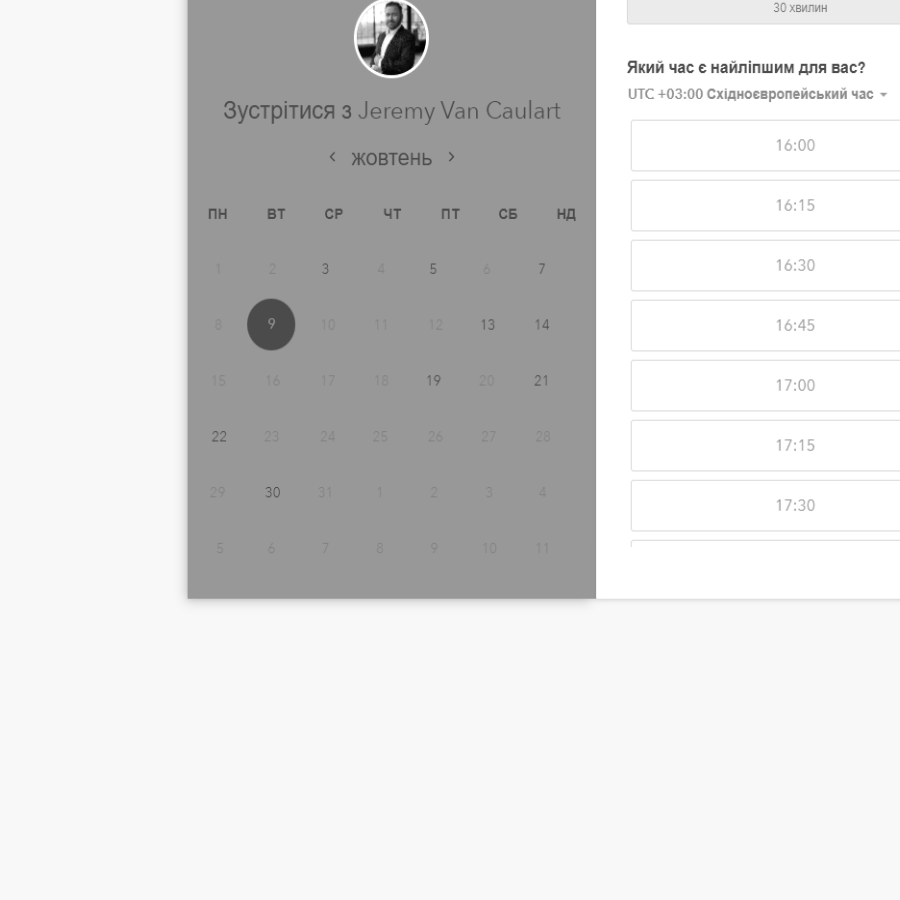 Зустрітися з Jeremy Van Caulart
жовтень
ПН ВТ СР ЧТ ПТ СБ НД
1 2 3 4 5 6 7
8 9 10 11 12 13 14
15 16 17 18 19 20 21
22 23 24 25 26 27 28
29 30 31 1 2 3 4
5 6 7 8 9 10 11
30 хвилин
Який час є найліпшим для вас?
UTC +03:00 Східноєвропейський час
16:00
16:15
16:30
16:45
17:00
17:15
17:30